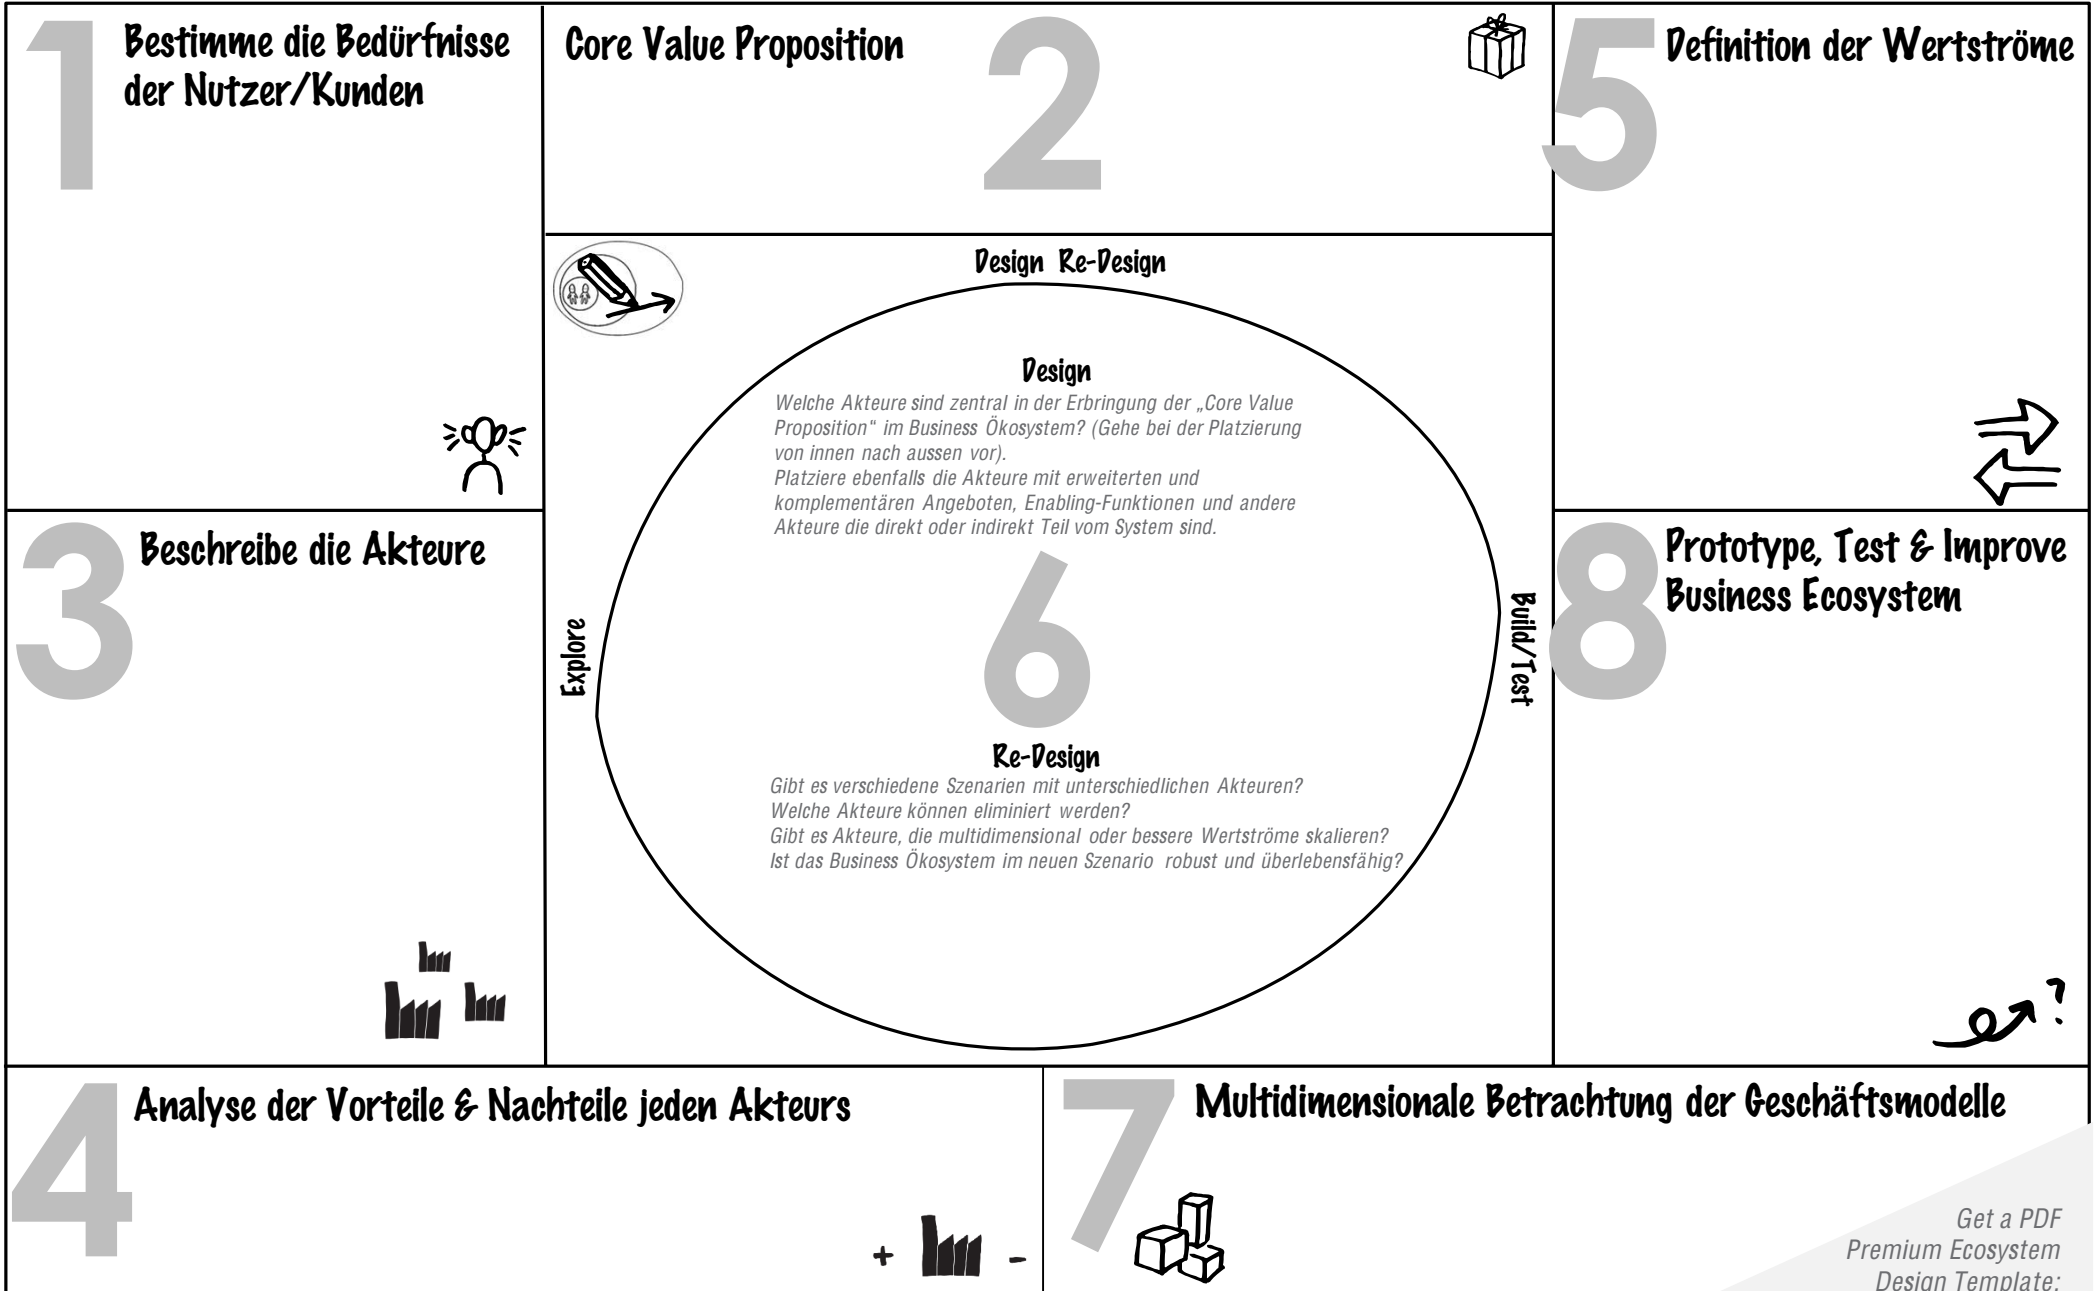 1
Bestimme die Bedürfnisse
der Nutzer/Kunden
2
Core Value Proposition
3
Beschreibe die Akteure
4
Analyse der Vorteile & Nachteile jeden Akteurs
+
-
5
Definition der Wertströme
6
Design Re-Design
Explore
Build/Test
Design
Welche Akteure sind zentral in der Erbringung der „Core Value
Proposition“ im Business Ökosystem? (Gehe bei der Platzierung
von innen nach aussen vor).
Platziere ebenfalls die Akteure mit erweiterten und
komplementären Angeboten, Enabling-Funktionen und andere
Akteure die direkt oder indirekt Teil vom System sind.
Re-Design
Gibt es verschiedene Szenarien mit unterschiedlichen Akteuren?
Welche Akteure können eliminiert werden?
Gibt es Akteure, die multidimensional oder bessere Wertströme skalieren?
Ist das Business Ökosystem im neuen Szenario robust und überlebensfähig?
7
Multidimensionale Betrachtung der Geschäftsmodelle
8
Prototype, Test & Improve
Business Ecosystem
?
Get a PDF
Premium Ecosystem
Design Template: